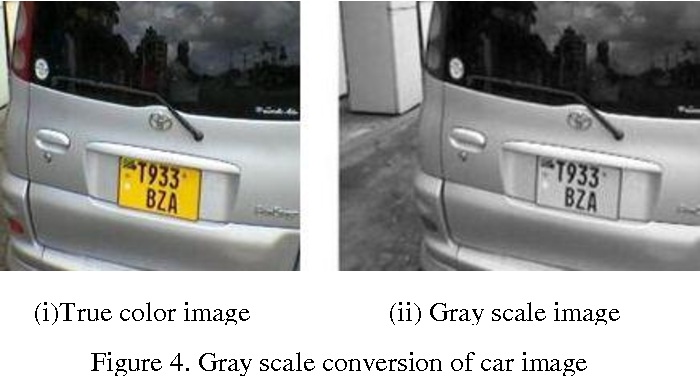 T933
BZA
T933
BZA
(i)True color image
(ii) Gray scale image
Figure 4. Gray scale conversion of car image